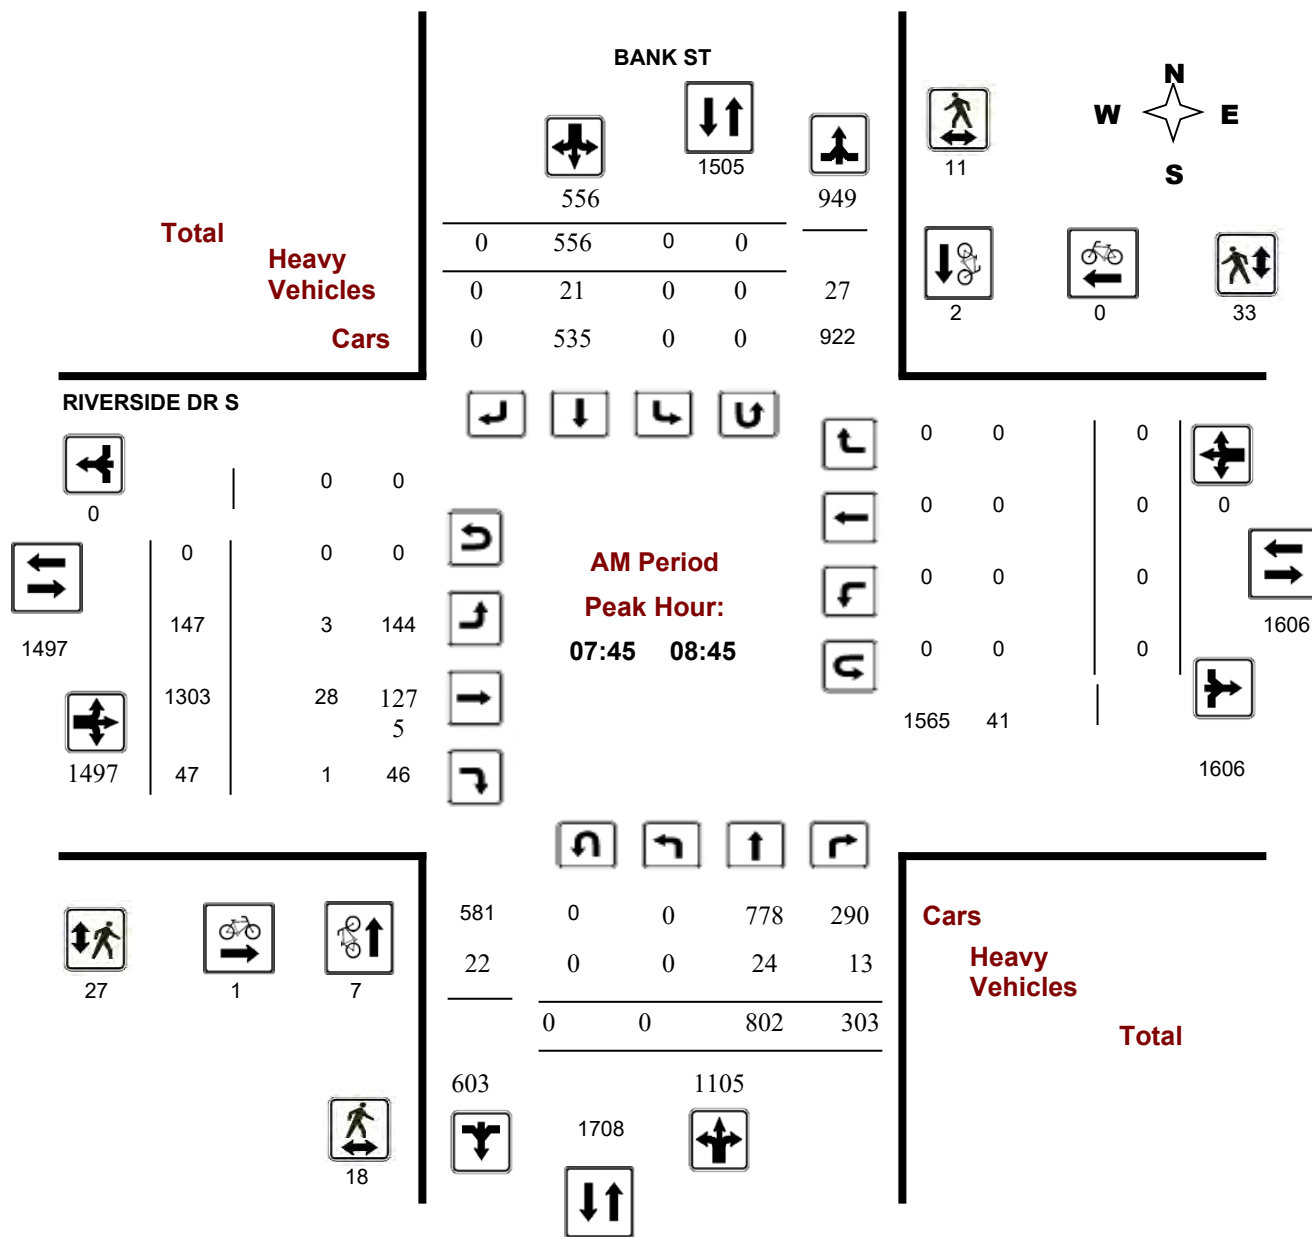 BANK ST
N
W E
S
1505
11
556 949
Total
0 556 0 0
Heavy
Vehicles
0 21 0 0 27
Cars
0 535 0 0 922
2 0 33
RIVERSIDE DR S
0 0 0
0 0
0
0 0 0 0
0 0 0
AM Period
0 0 0
Peak Hour:
147 3 144
1497
1606
07:45 08:45
0 0 0
1303 28 127
5
1565 41
1497 47 1 46
1606
581 0 0 778 290
Cars
22 0 0 24 13
Heavy
Vehicles
27 1 7
0 0 802 303
Total
603 1105
1708
18